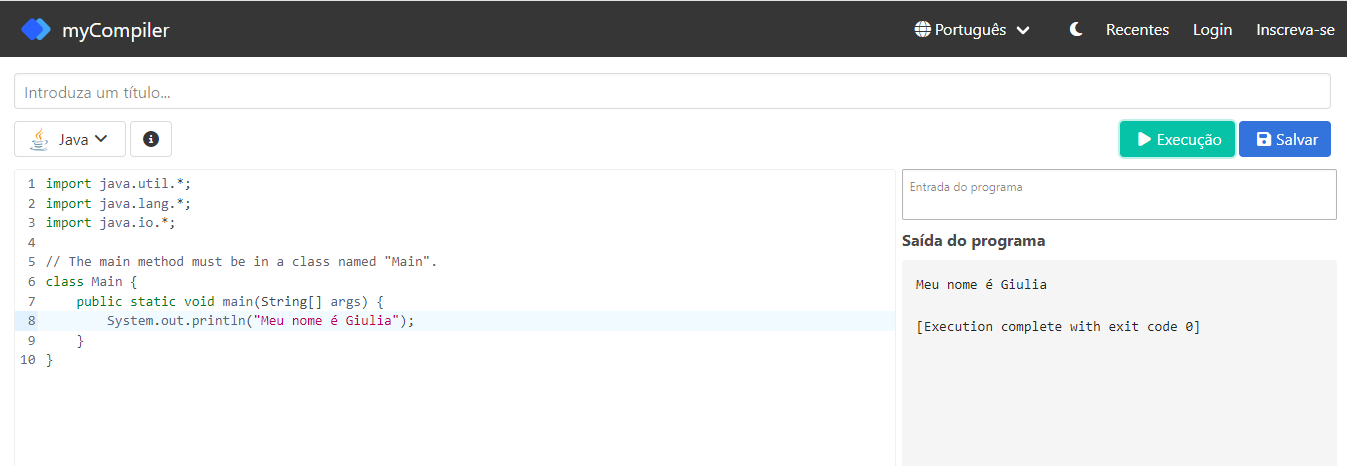 myCompiler
Português
Recentes
Login
Inscreva-se
Introduza um título...
Java
Execução
Salvar
1 import java.util.*;
2 import java.lang.*;
3 import java.io.*;
4
5 // The main method must be in a class named "Main".
6 class Main {
7     public static void main(String[] args) {
8         System.out.println("Meu nome é Giulia");
9     }
10 }
Entrada do programa
Saída do programa
Meu nome é Giulia
[Execution complete with exit code 0]